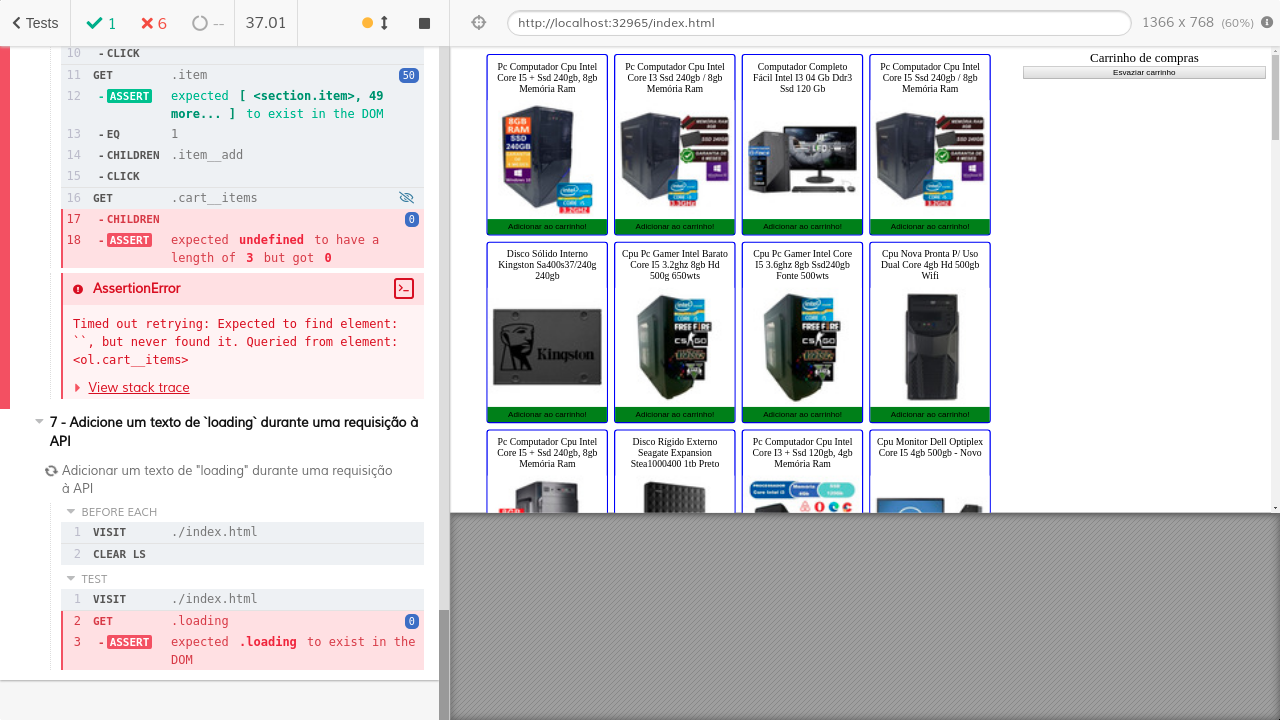 Tests
1
6
--
37.01
http://localhost:32965/index.html
1366 x 768 (60%)
10 - CLICK
11 GET .item 50
12 - ASSERT expected [ <section.item>, 49
more... ] to exist in the DOM
13 - EQ 1
14 - CHILDREN .item__add
15 - CLICK
16 GET .cart__items
17 - CHILDREN 0
18 - ASSERT expected undefined to have a
length of 3 but got 0
AssertionError
Timed out retrying: Expected to find element:
``, but never found it. Queried from element:
<ol.cart__items>
View stack trace
7 - Adicione um texto de `loading` durante uma requisição à
API
Adicionar um texto de "loading" durante uma requisição
à API
BEFORE EACH
1 VISIT ./index.html
2 CLEAR LS
TEST
1 VISIT ./index.html
2 GET .loading 0
3 - ASSERT expected .loading to exist in the
DOM
Pc Computador Cpu Intel
Core I5 + Ssd 240gb, 8gb
Memória Ram
Adicionar ao carrinho!
Pc Computador Cpu Intel
Core I3 Ssd 240gb / 8gb
Memória Ram
Adicionar ao carrinho!
Computador Completo
Fácil Intel I3 04 Gb Ddr3
Ssd 120 Gb
Adicionar ao carrinho!
Pc Computador Cpu Intel
Core I5 Ssd 240gb / 8gb
Memória Ram
Adicionar ao carrinho!
Disco Sólido Interno
Kingston Sa400s37/240g
240gb
Kingston
Adicionar ao carrinho!
Cpu Pc Gamer Intel Barato
Core I5 3.2ghz 8gb Hd
500g 650wts
FREE FIRE
CS:GO
Adicionar ao carrinho!
Cpu Pc Gamer Intel Core
I5 3.6ghz 8gb Ssd240gb
Fonte 500wts
FREE FIRE
CS:GO
Adicionar ao carrinho!
Cpu Nova Pronta P/ Uso
Dual Core 4gb Hd 500gb
Wifi
Adicionar ao carrinho!
Pc Computador Cpu Intel
Core I5 + Ssd 240gb, 8gb
Memória Ram
Disco Rígido Externo
Seagate Expansion
Stea1000400 1tb Preto
Pc Computador Cpu Intel
Core I3 + Ssd 120gb, 4gb
Memória Ram
Cpu Monitor Dell Optiplex
Core I5 4gb 500gb - Novo
Carrinho de compras
Esvaziar carrinho